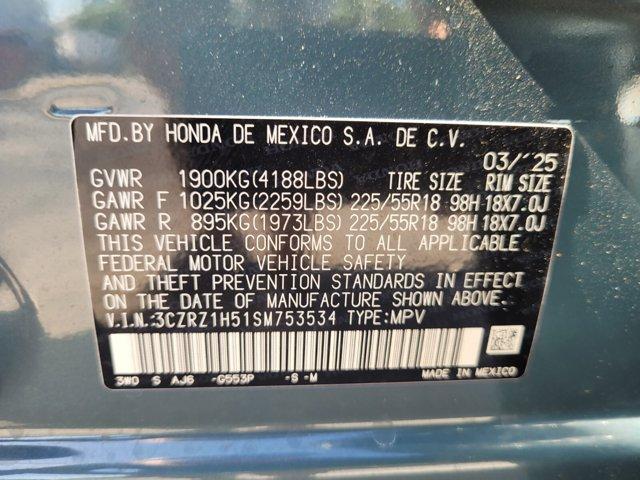 MFD.BY HONDA DE MEXICO S.A. DE C.V.
03/'25
GVWR 1900KG(4188LBS) TIRE SIZE RIM SIZE
GAWR F 1025KG(2259LBS) 225/55R18 98H 18X7.0J
GAWR R 895KG(1973LBS) 225/55R18 98H 18X7.0J
THIS VEHICLE CONFORMS TO ALL APPLICABLE
FEDERAL MOTOR VEHICLE SAFETY
AND THEFT PREVENTION STANDARDS IN EFFECT
ON THE DATE OF MANUFACTURE SHOWN ABOVE.
V.I.N.:3CZRZ1H51SM753534 TYPE:MPV
3W0 S AJ6 -G553P -S -M MADE IN MEXICO